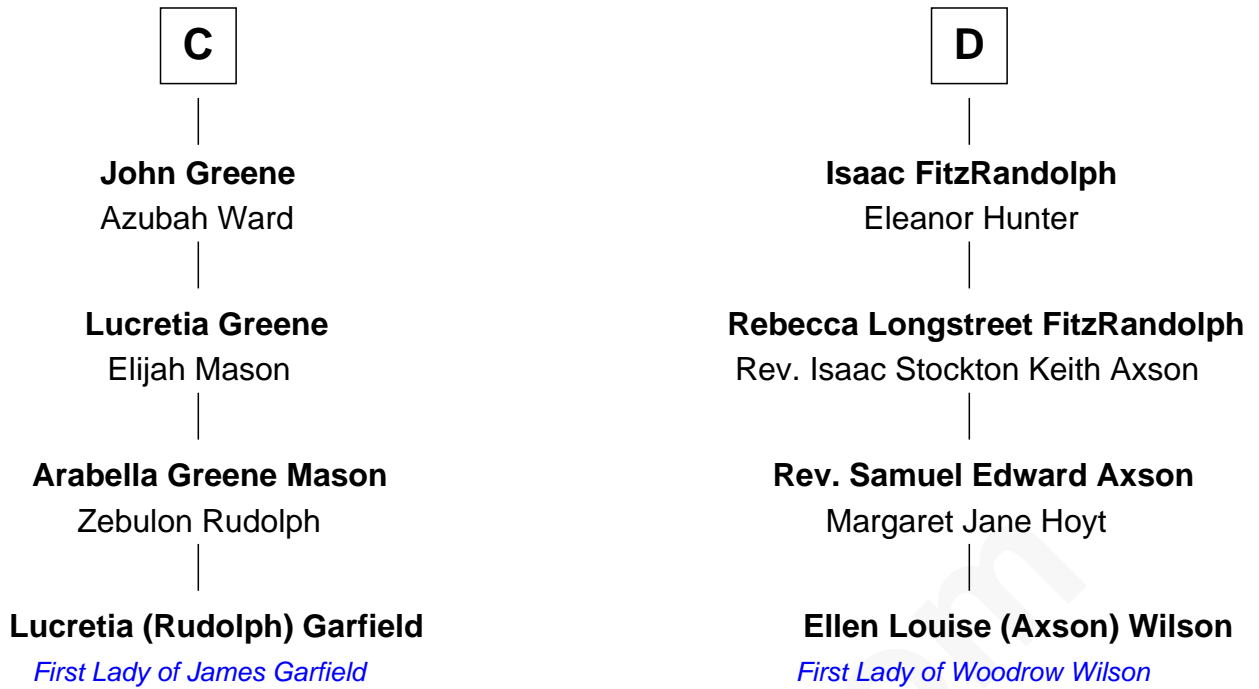 C
John Greene
Azubah Ward
Lucretia Greene
Elijah Mason
Arabella Greene Mason
Zebulon Rudolph
Lucretia (Rudolph) Garfield
First Lady of James Garfield
D
Isaac FitzRandolph
Eleanor Hunter
Rebecca Longstreet FitzRandolph
Rev. Isaac Stockton Keith Axson
Rev. Samuel Edward Axson
Margaret Jane Hoyt
Ellen Louise (Axson) Wilson
First Lady of Woodrow Wilson